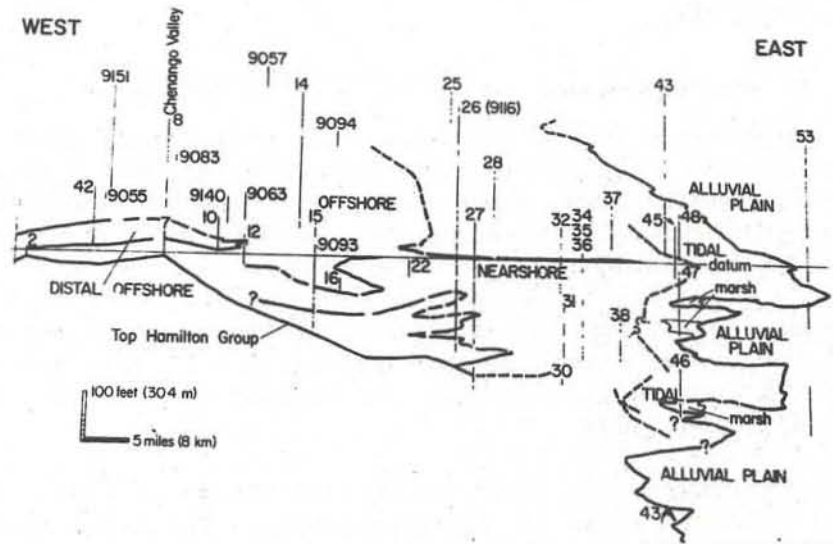 WEST
EAST
9151
Chenango Valley
8
9083
9057
14
9094
25
26 (9116)
28
43
53
42
9055
9140
10
9063
12
15
9093
OFFSHORE
16
22
27
NEARSHORE
32
34
35
36
37
45
48
ALLUVIAL
PLAIN
TIDAL
datum
47
marsh
2
?
DISTAL OFFSHORE
?
Top Hamilton Group
31
38
30
ALLUVIAL
PLAIN
46
TIDAL
marsh
?
?
ALLUVIAL PLAIN
43A
100 feet (30.4 m)
5 miles (8 km)